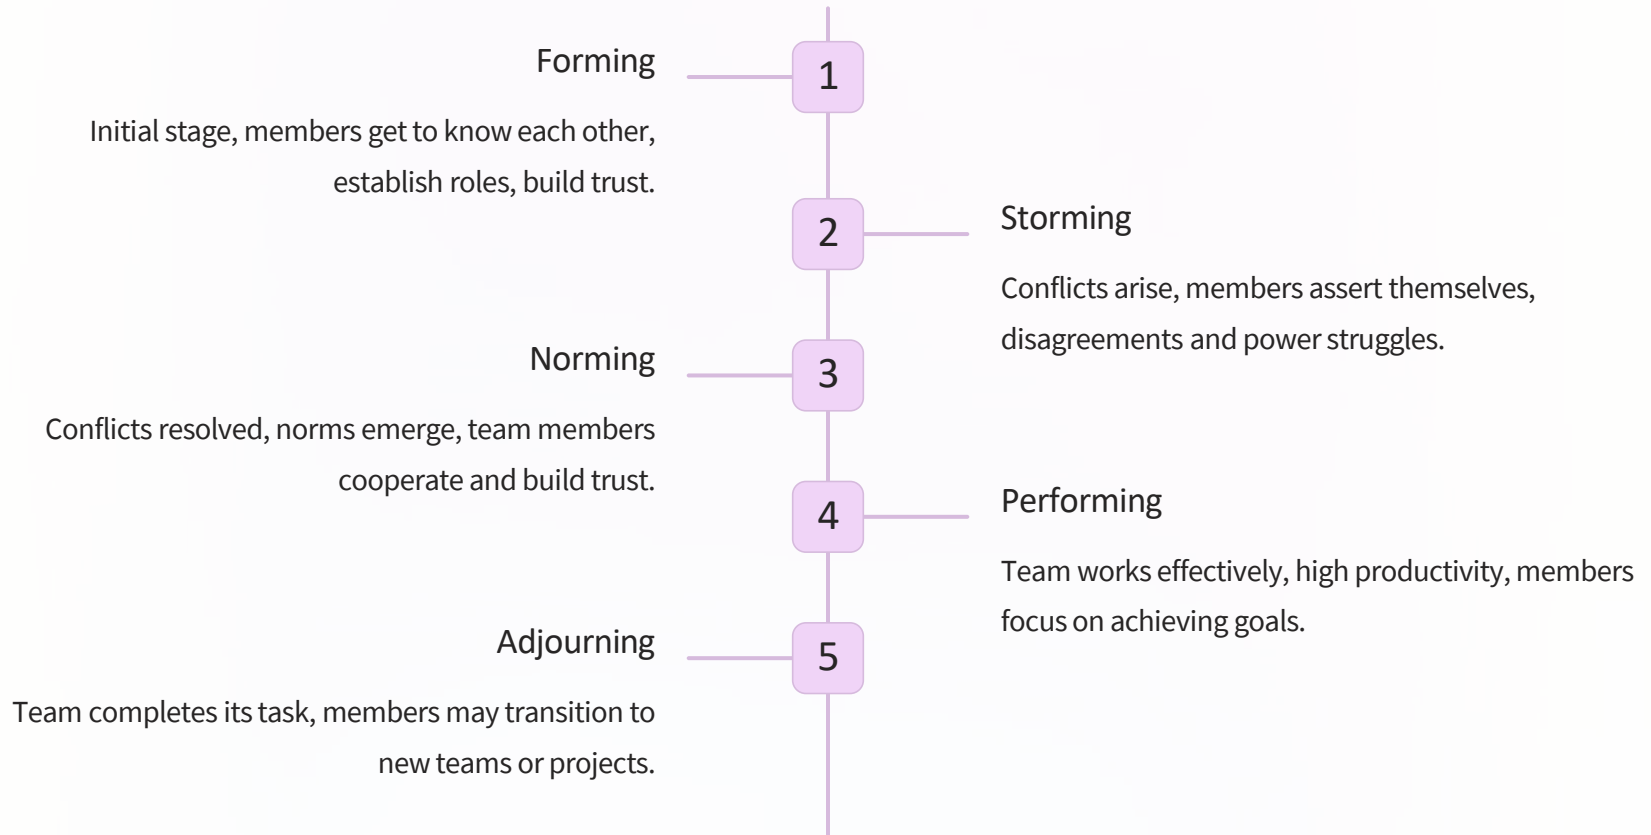 Forming
1
Initial stage, members get to know each other,
establish roles, build trust.
2
Storming
Conflicts arise, members assert themselves,
disagreements and power struggles.
Norming
3
Conflicts resolved, norms emerge, team members
cooperate and build trust.
4
Performing
Team works effectively, high productivity, members
focus on achieving goals.
Adjourning
5
Team completes its task, members may transition to
new teams or projects.